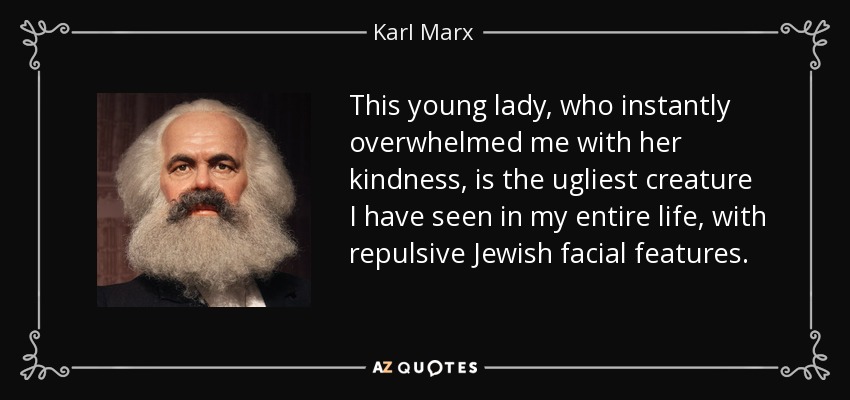 Karl Marx
This young lady, who instantly
overwhelmed me with her
kindness, is the ugliest creature
I have seen in my entire life, with
repulsive Jewish facial features.
AZ QUOTES